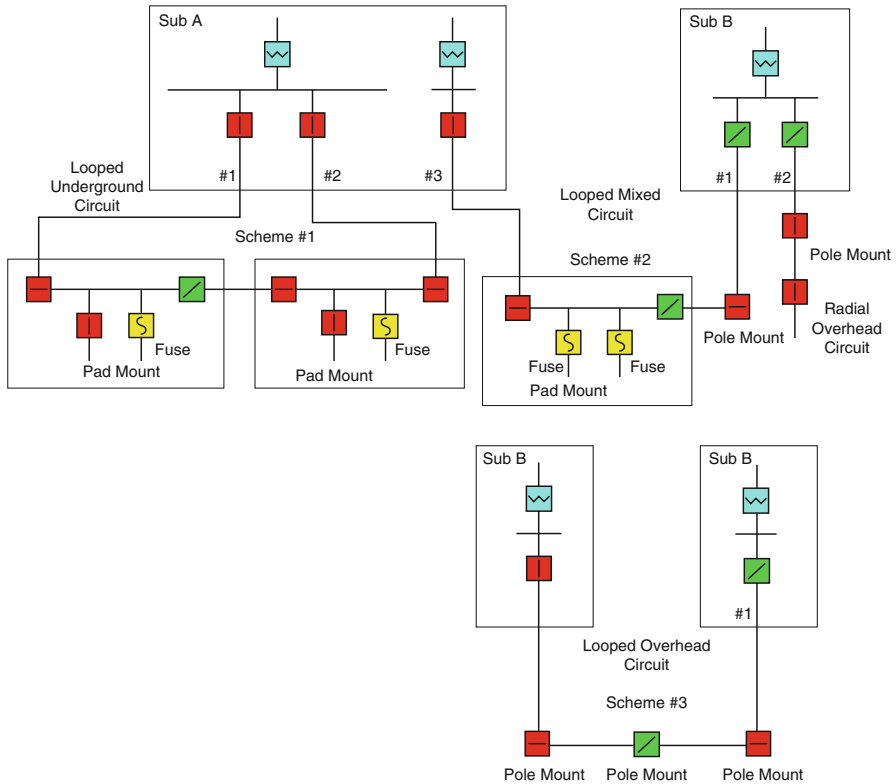 Sub A
Sub B
#1
#2
#3
#1
#2
Looped
Underground
Circuit
Looped Mixed
Circuit
Scheme #1
Scheme #2
Pole Mount
Radial
Overhead
Circuit
Pole Mount
Fuse
Pad Mount
Fuse
Pad Mount
Fuse
Fuse
Pad Mount
Sub B
Sub B
#1
Looped Overhead
Circuit
Scheme #3
Pole Mount
Pole Mount
Pole Mount